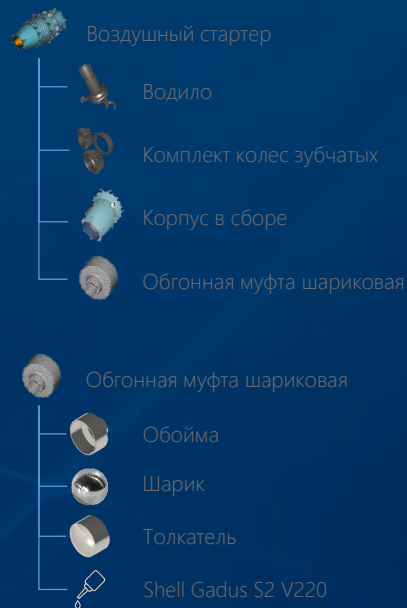 Воздушный стартер
Водило
Комплект колес зубчатых
Корпус в сборе
Обгонная муфта шариковая
Обгонная муфта шариковая
Обойма
Шарик
Толкатель
Shell Gadus S2 V220